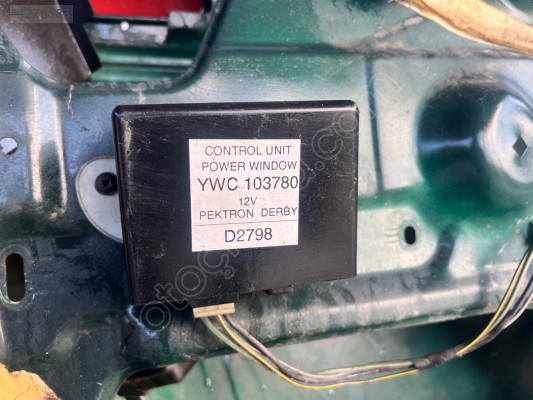 CONTROL UNIT
POWER WINDOW
YWC 103780
12V
PEKTRON DERBY
D2798